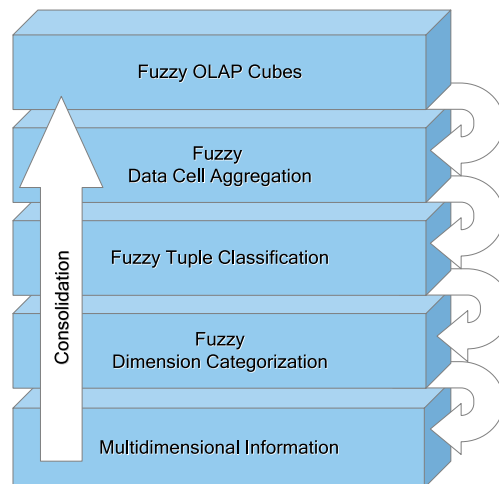 Fuzzy OLAP Cubes
Fuzzy
Data Cell Aggregation
Fuzzy Tuple Classification
Fuzzy
Dimension Categorization
Multidimensional Information
Consolidation